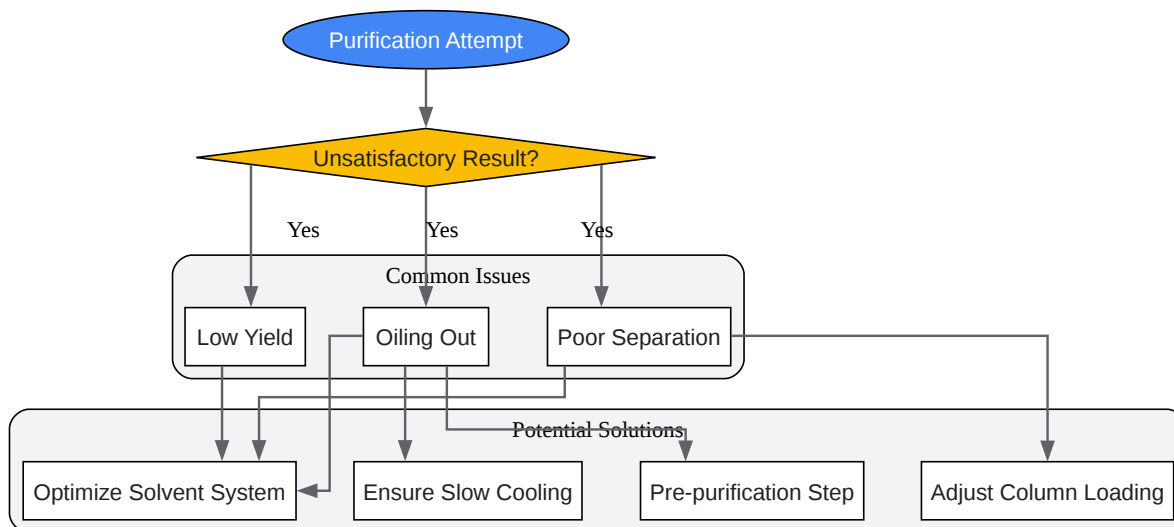 Purification Attempt
Unsatisfactory Result?
Yes
Yes
Yes
Common Issues
Low Yield
Oiling Out
Poor Separation
Potential Solutions
Optimize Solvent System
Ensure Slow Cooling
Pre-purification Step
Adjust Column Loading